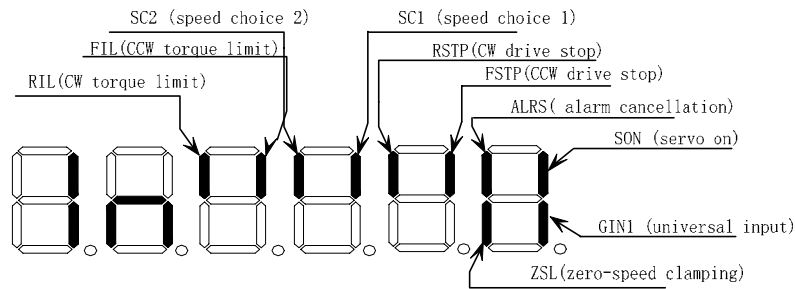 SC2 (speed choice 2)
SC1 (speed choice 1)
FIL(CCW torque limit)
RSTP(CW drive stop)
RIL(CW torque limit)
FSTP(CCW drive stop)
ALRS( alarm cancellation)
SON (servo on)
In
GIN1 (universal input)
ZSL(zero-speed clamping)